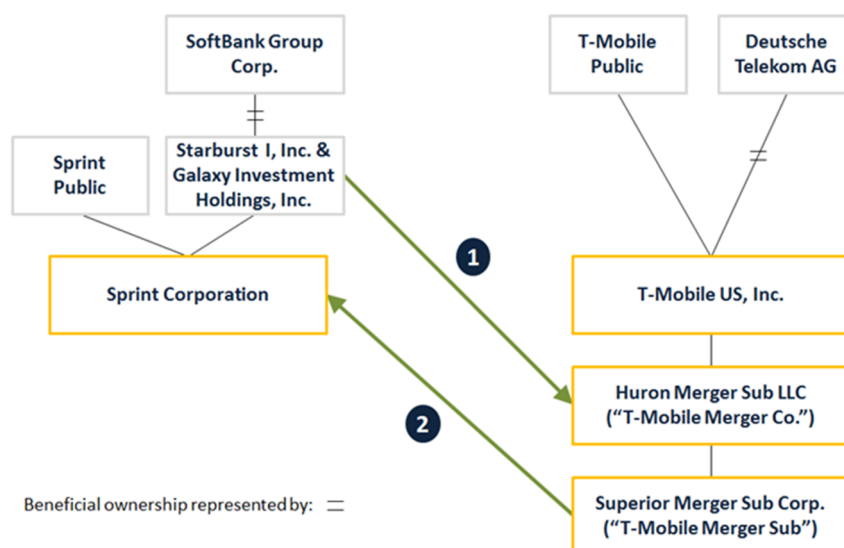 SoftBank Group
Corp.
T-Mobile
Public
Deutsche
Telekom AG
Sprint
Public
Starburst I, Inc. &
Galaxy Investment
Holdings, Inc.
1
Sprint Corporation
T-Mobile US, Inc.
Huron Merger Sub LLC
(“T-Mobile Merger Co.”)
2
Beneficial ownership represented by:
Superior Merger Sub Corp.
(“T-Mobile Merger Sub”)